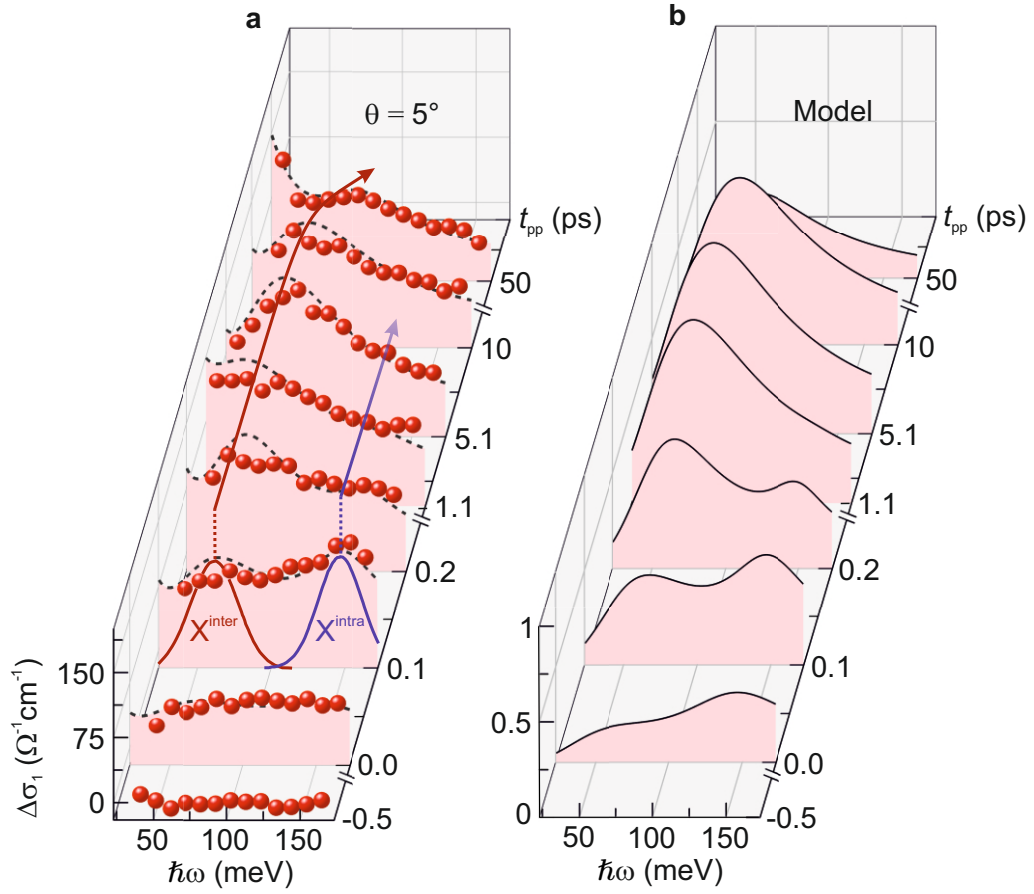 a
θ = 5°
t_pp (ps)
50
10
5.1
1.1
0.2
0.1
0.0
-0.5
X^inter
X^intra
150
75
0
Δσ₁ (Ω⁻¹cm⁻¹)
50
100
150
ℏω (meV)
b
Model
t_pp (ps)
50
10
5.1
1.1
0.2
0.1
0.0
-0.5
1
0.5
0
50
100
150
ℏω (meV)